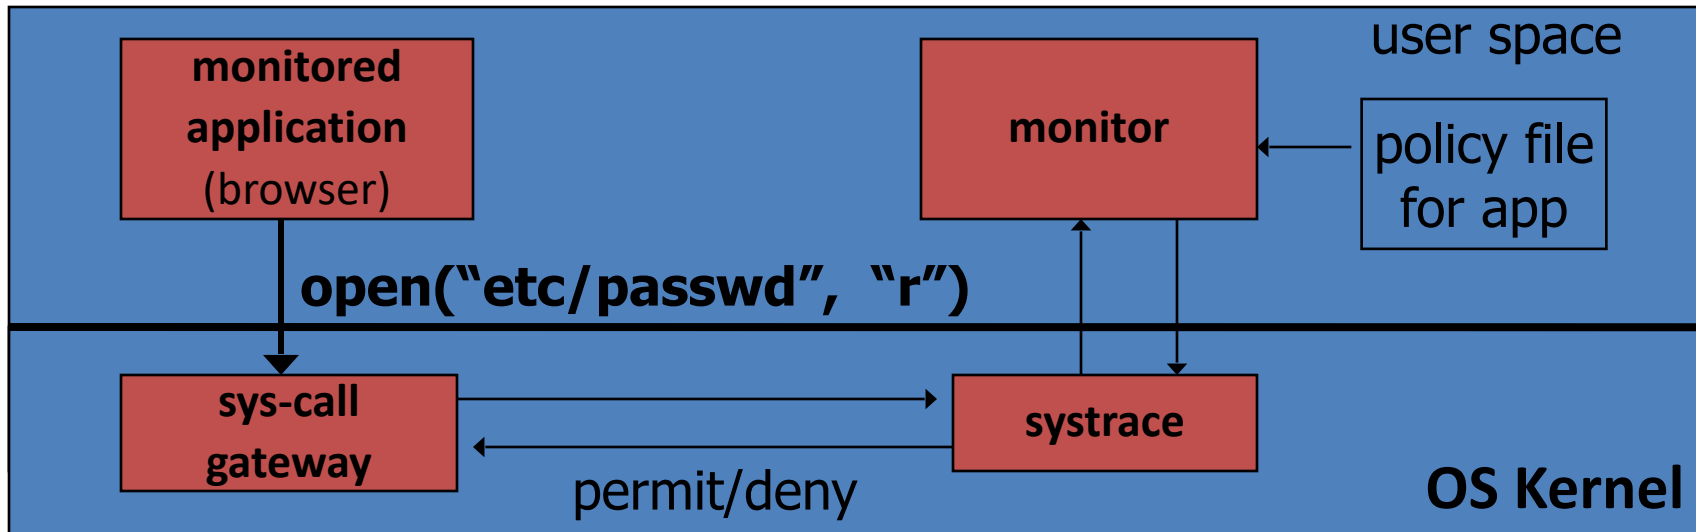 user space
monitored
application
(browser)
monitor
policy file
for app
open(“etc/passwd”, “r”)
sys-call
gateway
systrace
permit/deny
OS Kernel